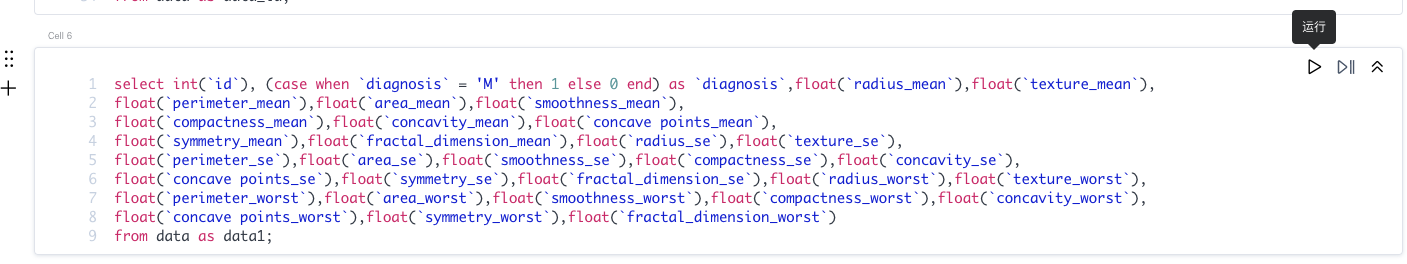 Cell 6
运行
1 select int(`id`), (case when `diagnosis` = 'M' then 1 else 0 end) as `diagnosis`,float(`radius_mean`),float(`texture_mean`),
2 float(`perimeter_mean`),float(`area_mean`),float(`smoothness_mean`),
3 float(`compactness_mean`),float(`concavity_mean`),float(`concave points_mean`),
4 float(`symmetry_mean`),float(`fractal_dimension_mean`),float(`radius_se`),float(`texture_se`),
5 float(`perimeter_se`),float(`area_se`),float(`smoothness_se`),float(`compactness_se`),float(`concavity_se`),
6 float(`concave points_se`),float(`symmetry_se`),float(`fractal_dimension_se`),float(`radius_worst`),float(`texture_worst`),
7 float(`perimeter_worst`),float(`area_worst`),float(`smoothness_worst`),float(`compactness_worst`),float(`concavity_worst`),
8 float(`concave points_worst`),float(`symmetry_worst`),float(`fractal_dimension_worst`)
9 from data as data1;